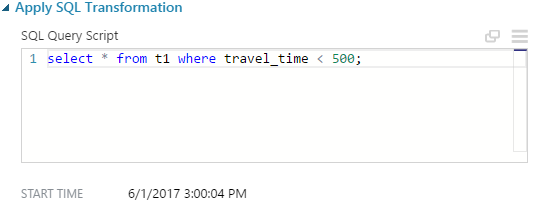 Apply SQL Transformation
SQL Query Script
1 select * from t1 where travel_time < 500;
START TIME 6/1/2017 3:00:04 PM